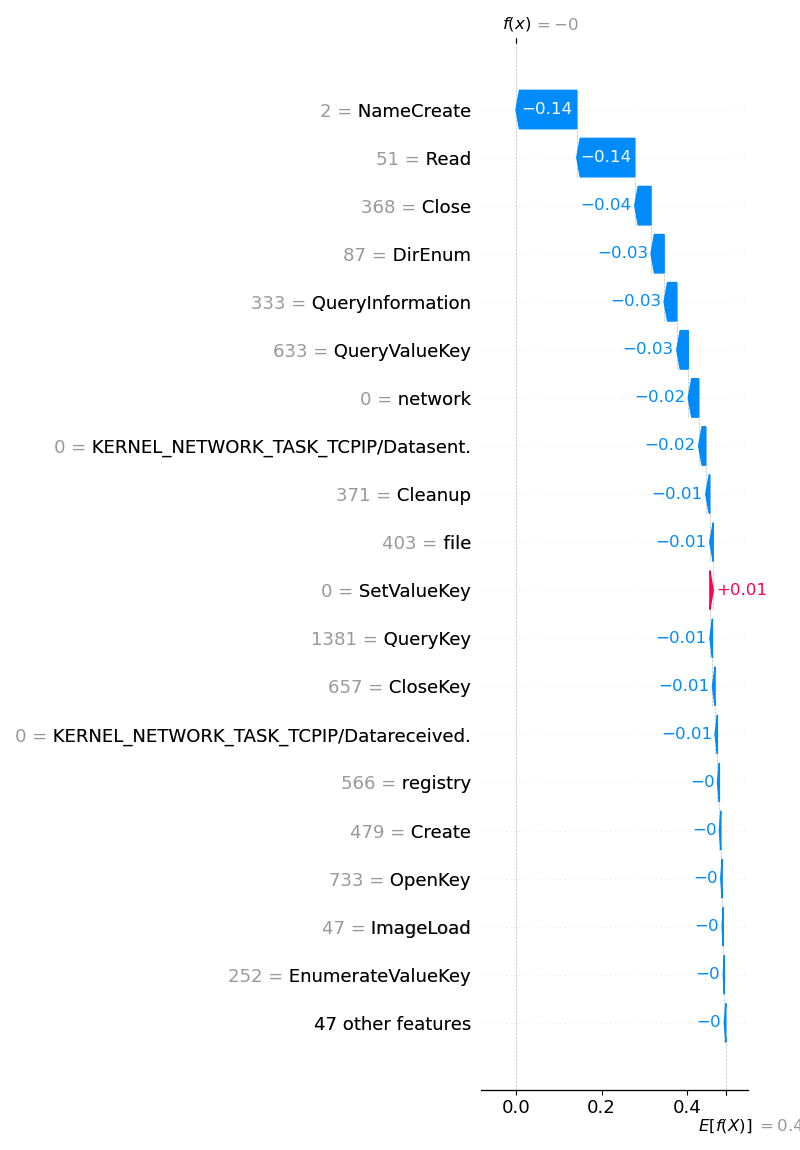 f(x) = −0
2 = NameCreate −0.14
51 = Read −0.14
368 = Close −0.04
87 = DirEnum −0.03
333 = QueryInformation −0.03
633 = QueryValueKey −0.03
0 = network −0.02
0 = KERNEL_NETWORK_TASK_TCPIP/Datasent. −0.02
371 = Cleanup −0.01
403 = file −0.01
0 = SetValueKey +0.01
1381 = QueryKey −0.01
657 = CloseKey −0.01
0 = KERNEL_NETWORK_TASK_TCPIP/Datareceived. −0.01
566 = registry −0
479 = Create −0
733 = OpenKey −0
47 = ImageLoad −0
252 = EnumerateValueKey −0
47 other features −0
0.0 0.2 0.4
E[f(X)] = 0.4